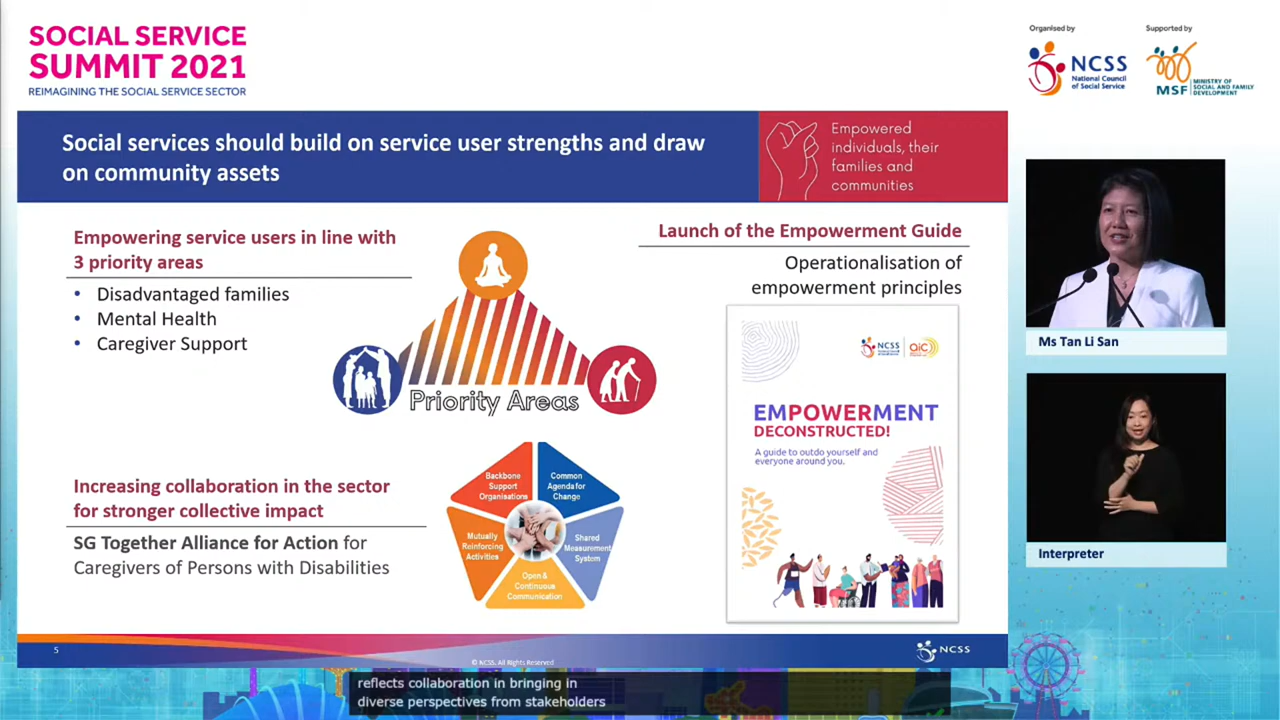 SOCIAL SERVICE
SUMMIT 2021
REIMAGINING THE SOCIAL SERVICE SECTOR
Organised by
NCSS
National Council
of Social Service
Supported by
MSF
MINISTRY OF
SOCIAL AND FAMILY
DEVELOPMENT
Social services should build on service user strengths and draw
on community assets
Empowered
individuals, their
families and
communities
Empowering service users in line with
3 priority areas
• Disadvantaged families
• Mental Health
• Caregiver Support
Priority Areas
Launch of the Empowerment Guide
Operationalisation of
empowerment principles
NCSS
aic
EMPOWERMENT
DECONSTRUCTED!
A guide to outdo yourself and
everyone around you.
Increasing collaboration in the sector
for stronger collective impact
SG Together Alliance for Action for
Caregivers of Persons with Disabilities
Backbone
Support
Organisations
Common
Agenda for
Change
Mutually
Reinforcing
Activities
Shared
Measurement
System
Open &
Continuous
Communication
Ms Tan Li San
Interpreter
5
© NCSS. All Rights Reserved
NCSS
reflects collaboration in bringing in
diverse perspectives from stakeholders